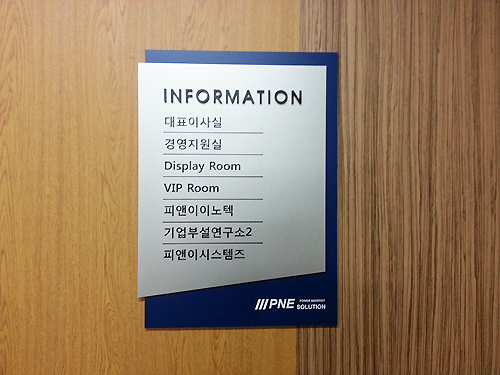 INFORMATION
대표이사실
경영지원실
Display Room
VIP Room
피앤이이노텍
기업부설연구소2
피앤이시스템즈
PNE POWER & ENERGY
SOLUTION